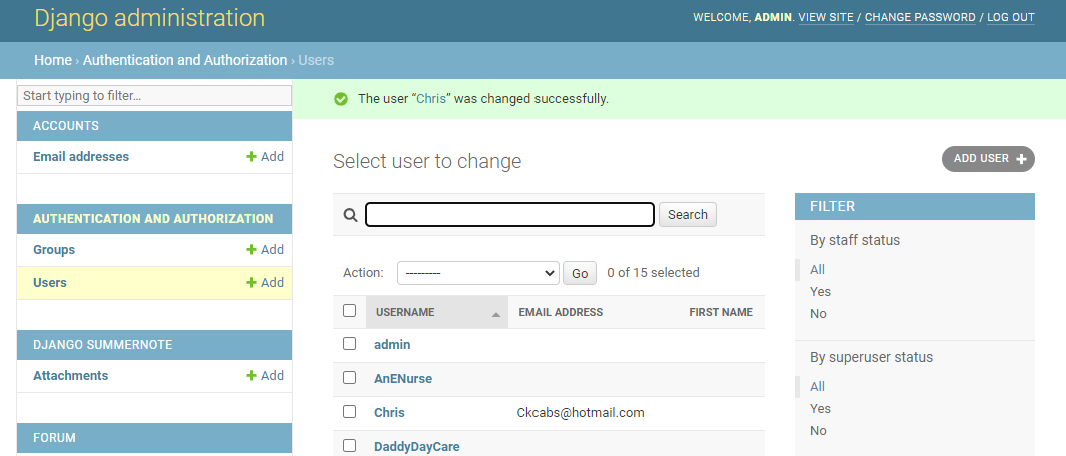 Django administration
WELCOME, ADMIN. VIEW SITE / CHANGE PASSWORD / LOG OUT
Home › Authentication and Authorization › Users
Start typing to filter...
ACCOUNTS
Email addresses + Add
AUTHENTICATION AND AUTHORIZATION
Groups + Add
Users + Add
DJANGO SUMMERNOTE
Attachments + Add
FORUM
The user “Chris” was changed successfully.
Select user to change
ADD USER +
Search
Action: --------- Go 0 of 15 selected
USERNAME EMAIL ADDRESS FIRST NAME
admin
AnENurse
Chris Ckcabs@hotmail.com
DaddyDayCare
FILTER
By staff status
All
Yes
No
By superuser status
All
Yes
No